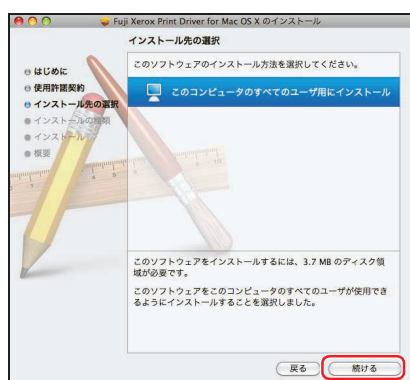 Fuji Xerox Print Driver for Mac OS X のインストール
インストール先の選択
はじめに
使用許諾契約
インストール先の選択
インストールの種類
インストール
概要
このソフトウェアのインストール方法を選択してください。
このコンピュータのすべてのユーザ用にインストール
このソフトウェアをインストールするには、3.7 MB のディスク領
域が必要です。
このソフトウェアをこのコンピュータのすべてのユーザが使用でき
るようにインストールすることを選択しました。
戻る
続ける